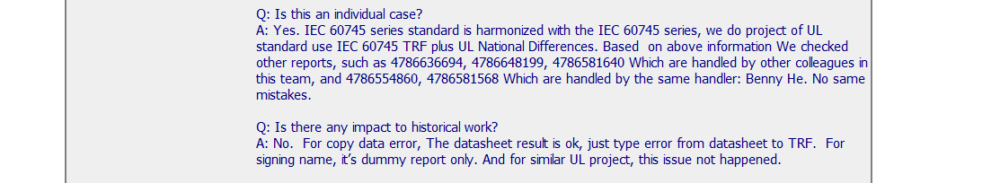 Q: Is this an individual case?
A: Yes. IEC 60745 series standard is harmonized with the IEC 60745 series, we do project of UL
standard use IEC 60745 TRF plus UL National Differences. Based  on above information We checked
other reports, such as 4786636694, 4786648199, 4786581640 Which are handled by other colleagues in
this team, and 4786554860, 4786581568 Which are handled by the same handler: Benny He. No same
mistakes.
Q: Is there any impact to historical work?
A: No.  For copy data error, The datasheet result is ok, just type error from datasheet to TRF.  For
signing name, it’s dummy report only. And for similar UL project, this issue not happened.